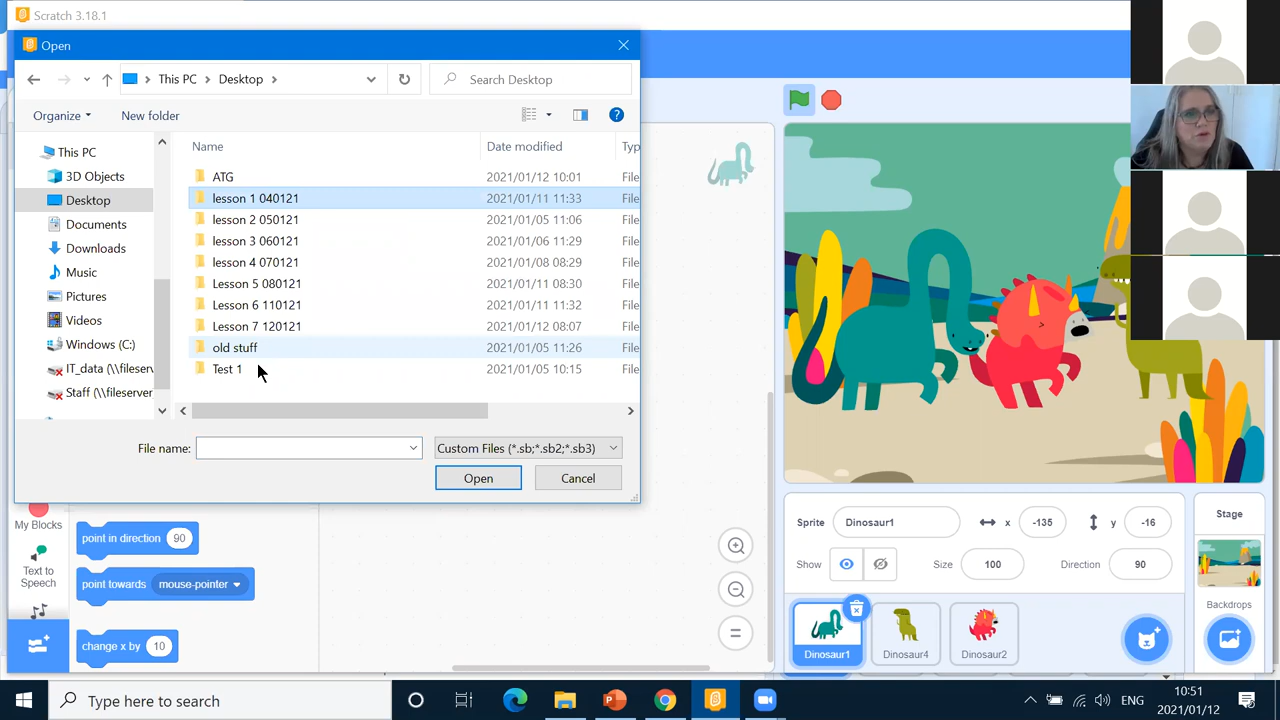 Scratch 3.18.1
Open
This PC
Desktop
Search Desktop
Organize
New folder
Name
Date modified
Typ
This PC
3D Objects
Desktop
Documents
Downloads
Music
Pictures
Videos
Windows (C:)
IT_data (\\fileserv
Staff (\\fileserver
ATG 2021/01/12 10:01 File
lesson 1 040121 2021/01/11 11:33 File
lesson 2 050121 2021/01/05 11:06 File
lesson 3 060121 2021/01/06 11:29 File
lesson 4 070121 2021/01/08 08:29 File
Lesson 5 080121 2021/01/11 08:30 File
Lesson 6 110121 2021/01/11 11:32 File
Lesson 7 120121 2021/01/12 08:07 File
old stuff 2021/01/05 11:26 File
Test 1 2021/01/05 10:15 File
File name:
Custom Files (*.sb;*.sb2;*.sb3)
Open
Cancel
My Blocks
Text to
Speech
point in direction 90
point towards mouse-pointer
change x by 10
Sprite Dinosaur1 x -135 y -16
Show Size 100 Direction 90
Dinosaur1
Dinosaur4
Dinosaur2
Stage
Backdrops
Type here to search
ENG
10:51
2021/01/12